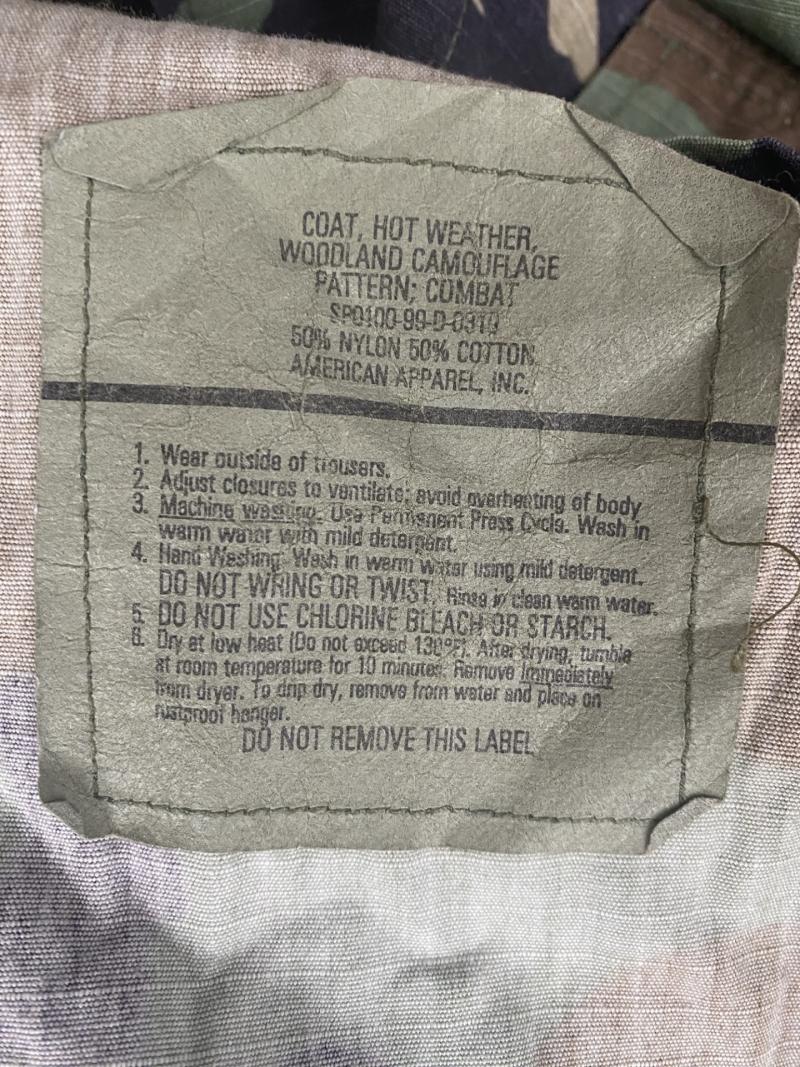 COAT, HOT WEATHER,
WOODLAND CAMOUFLAGE
PATTERN; COMBAT
SPO100-99-D-0310
50% NYLON 50% COTTON
AMERICAN APPAREL, INC.
1. Wear outside of trousers.
2. Adjust closures to ventilate; avoid overheating of body
3. Machine washing: Use Permanent Press Cycle. Wash in
warm water with mild detergent.
4. Hand Washing: Wash in warm water using mild detergent.
DO NOT WRING OR TWIST. Rinse in clean warm water.
5. DO NOT USE CHLORINE BLEACH OR STARCH.
6. Dry at low heat (Do not exceed 130°F). After drying, tumble
at room temperature for 10 minutes. Remove immediately
from dryer. To drip dry, remove from water and place on
rustproof hanger.
DO NOT REMOVE THIS LABEL